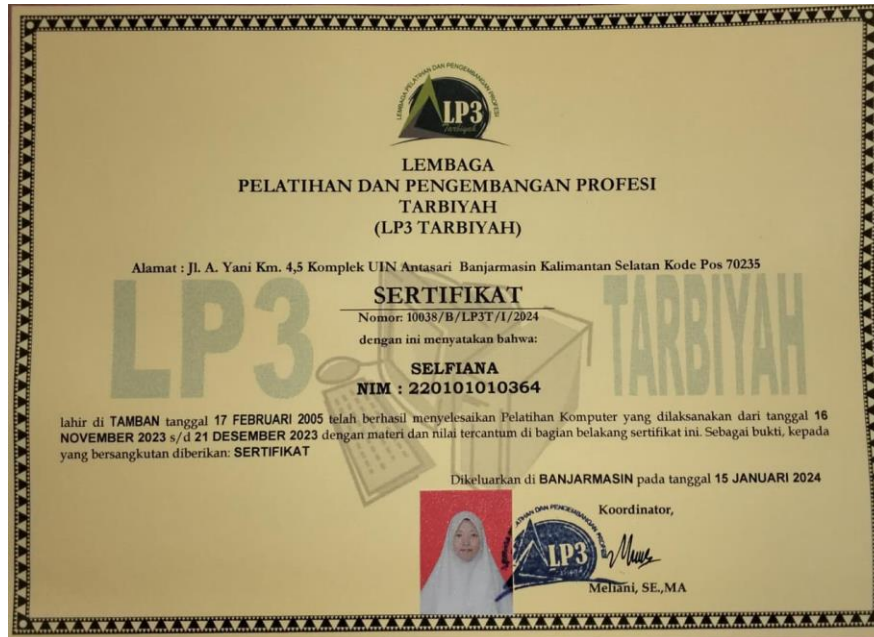 LEMBAGA PELATIHAN DAN PENGEMBANGAN PROFESI
LP3
Tarbiyah
LEMBAGA
PELATIHAN DAN PENGEMBANGAN PROFESI
TARBIYAH
(LP3 TARBIYAH)
Alamat : Jl. A. Yani Km. 4,5 Komplek UIN Antasari Banjarmasin Kalimantan Selatan Kode Pos 70235
LP3 TARBIYAH
SERTIFIKAT
Nomor: 10038/B/LP3T/I/2024
dengan ini menyatakan bahwa:
SELFIANA
NIM : 220101010364
lahir di TAMBAN tanggal 17 FEBRUARI 2005 telah berhasil menyelesaikan Pelatihan Komputer yang dilaksanakan dari tanggal 16
NOVEMBER 2023 s/d 21 DESEMBER 2023 dengan materi dan nilai tercantum di bagian belakang sertifikat ini. Sebagai bukti, kepada
yang bersangkutan diberikan: SERTIFIKAT
Dikeluarkan di BANJARMASIN pada tanggal 15 JANUARI 2024
Koordinator,
LP3
Meliani, SE.,MA